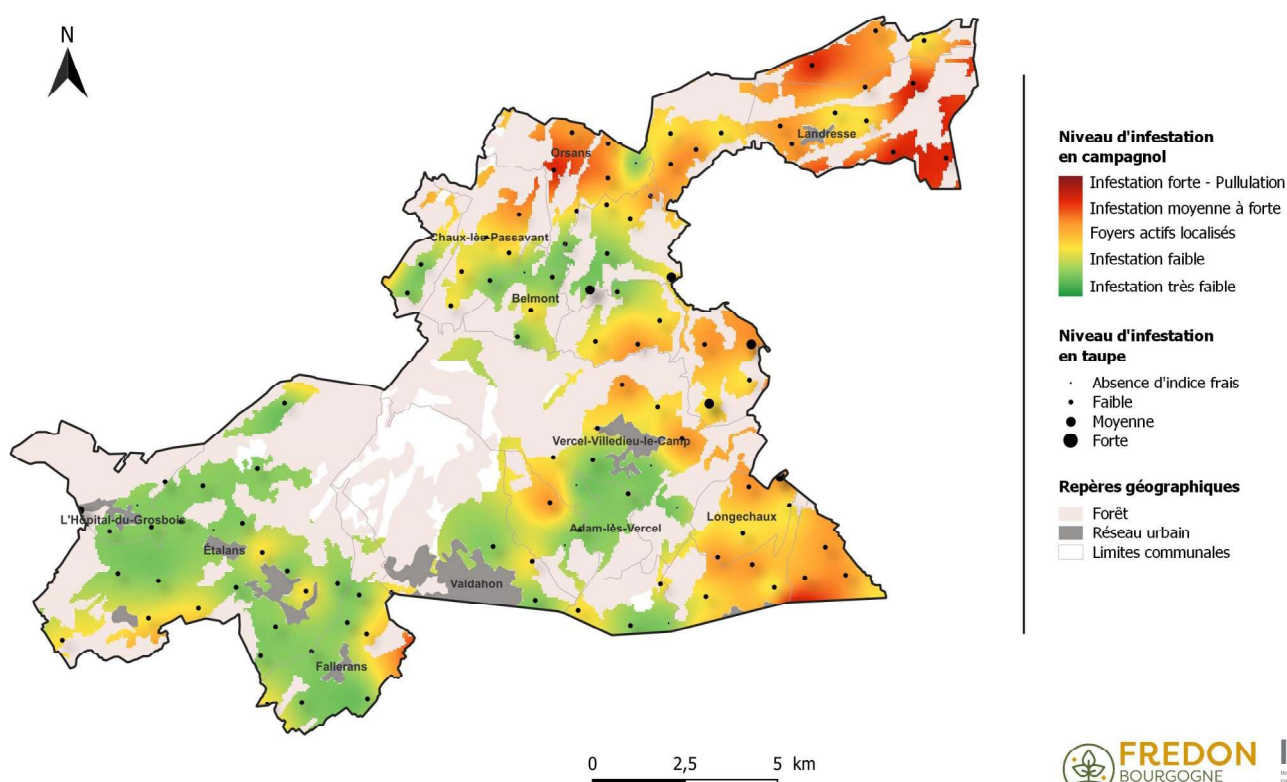 N
Orsans
Landresse
Chaux-lès-Passavant
Belmont
Vercel-Villedieu-le-Camp
L'Hôpital-du-Grosbois
Adam-lès-Vercel
Longechaux
Étalans
Valdahon
Fallerans
Niveau d'infestation
en campagnol
Infestation forte - Pullulation
Infestation moyenne à forte
Foyers actifs localisés
Infestation faible
Infestation très faible
Niveau d'infestation
en taupe
Absence d'indice frais
Faible
Moyenne
Forte
Repères géographiques
Forêt
Réseau urbain
Limites communales
0 2,5 5 km
FREDON
BOURGOGNE